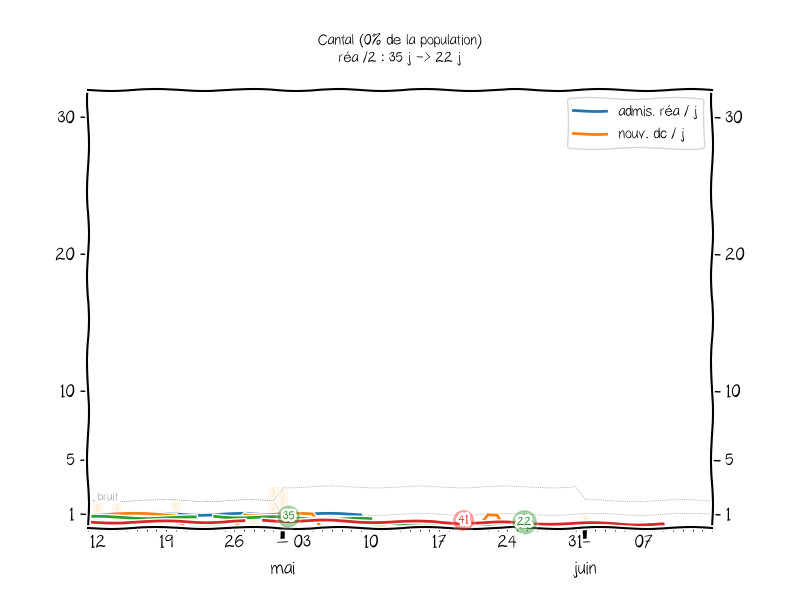 Cantal (0% de la population)
réa /2 : 35 j -> 22 j
admis. réa / j
nouv. dc / j
30 30
20 20
10 10
5 5
bruit
1 1
35 41 22
12 19 26 03 10 17 24 31 07
mai juin